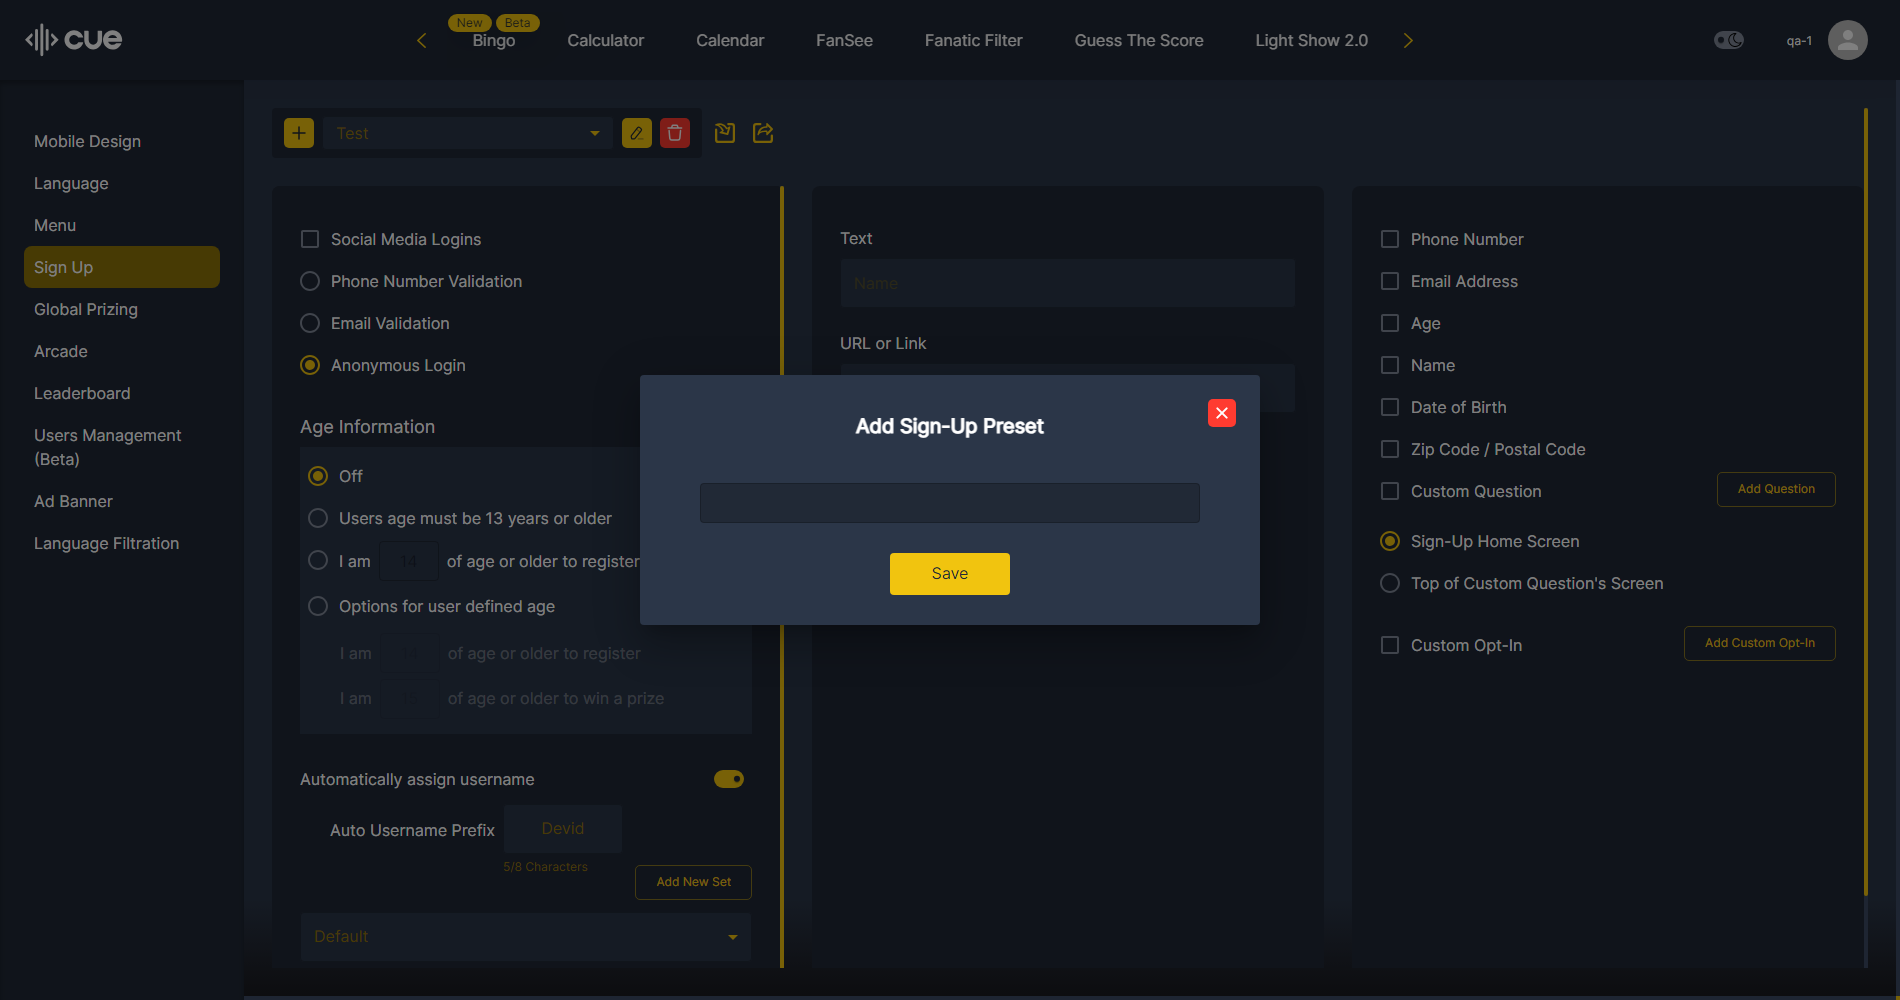 cue
New
Beta
Bingo
Calculator
Calendar
FanSee
Fanatic Filter
Guess The Score
Light Show 2.0
qa-1
Mobile Design
Language
Menu
Sign Up
Global Prizing
Arcade
Leaderboard
Users Management
(Beta)
Ad Banner
Language Filtration
Test
Social Media Logins
Phone Number Validation
Email Validation
Anonymous Login
Age Information
Off
Users age must be 13 years or older
I am 14 of age or older to register
Options for user defined age
I am of age or older to register
I am of age or older to win a prize
Automatically assign username
Auto Username Prefix
Devid
5/8 Characters
Add New Set
Default
Text
Name
URL or Link
Add Sign-Up Preset
Save
Phone Number
Email Address
Age
Name
Date of Birth
Zip Code / Postal Code
Custom Question
Add Question
Sign-Up Home Screen
Top of Custom Question's Screen
Custom Opt-In
Add Custom Opt-In